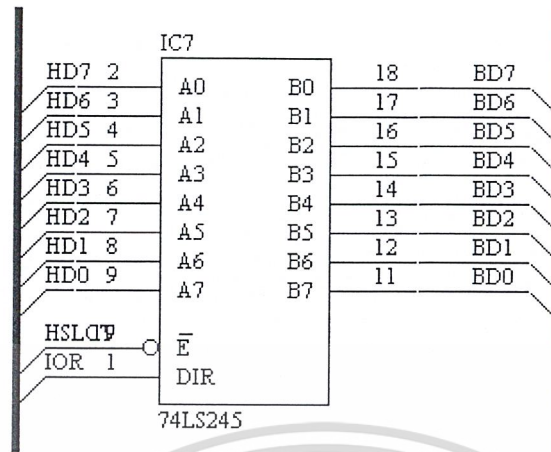 IC7
HD7 2 A0 B0 18 BD7
HD6 3 A1 B1 17 BD6
HD5 4 A2 B2 16 BD5
HD4 5 A3 B3 15 BD4
HD3 6 A4 B4 14 BD3
HD2 7 A5 B5 13 BD2
HD1 8 A6 B6 12 BD1
HD0 9 A7 B7 11 BD0
E
IOR 1 DIR
74LS245